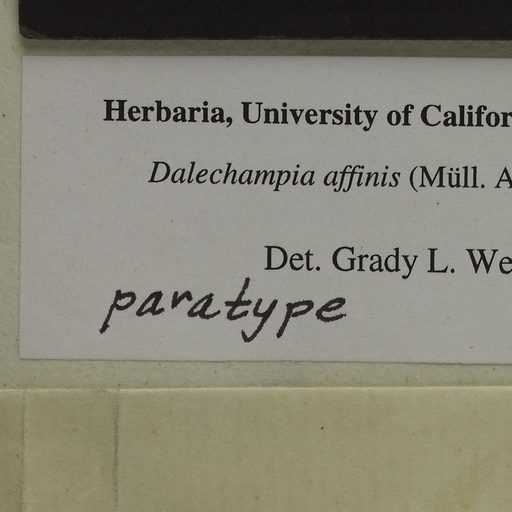 Herbaria, University of Califor
Dalechampia affinis (Müll. A
Det. Grady L. We
paratype